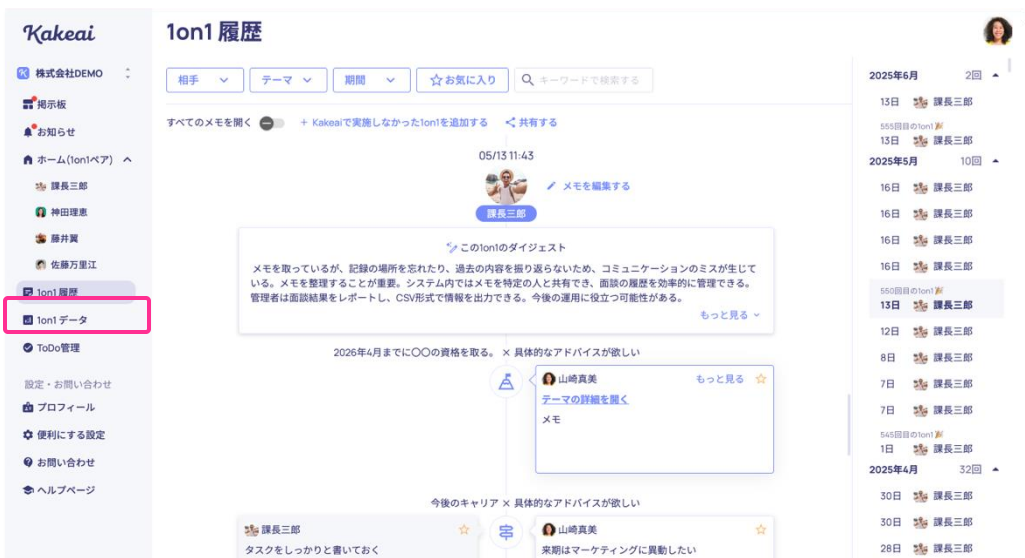 Kakeai
株式会社DEMO
掲示板
お知らせ
ホーム(1on1ペア)
課長三郎
神田理恵
藤井翼
佐藤万里江
1on1 履歴
1on1 データ
ToDo管理
設定・お問い合わせ
プロフィール
便利にする設定
お問い合わせ
ヘルプページ
1on1 履歴
相手
テーマ
期間
お気に入り
キーワードで検索する
すべてのメモを開く
+ Kakeaiで実施しなかった1on1を追加する
共有する
05/13 11:43
メモを編集する
課長三郎
この1on1のダイジェスト
メモを取っているが、記録の場所を忘れたり、過去の内容を振り返らないため、コミュニケーションのミスが生じて
いる。メモを整理することが重要。システム内ではメモを特定の人と共有でき、面談の履歴を効率的に管理できる。
管理者は面談結果をレポートし、CSV形式で情報を出力できる。今後の運用に役立つ可能性がある。
もっと見る
2026年4月までに〇〇の資格を取る。 × 具体的なアドバイスが欲しい
山崎真美
もっと見る
テーマの詳細を開く
メモ
今後のキャリア × 具体的なアドバイスが欲しい
課長三郎
タスクをしっかりと書いておく
山崎真美
来期はマーケティングに異動したい
2025年6月 2回
13日 課長三郎
555回目の1on1
13日 課長三郎
2025年5月 10回
16日 課長三郎
16日 課長三郎
16日 課長三郎
16日 課長三郎
550回目の1on1
13日 課長三郎
12日 課長三郎
8日 課長三郎
7日 課長三郎
7日 課長三郎
545回目の1on1
1日 課長三郎
2025年4月 32回
30日 課長三郎
30日 課長三郎
28日 課長三郎